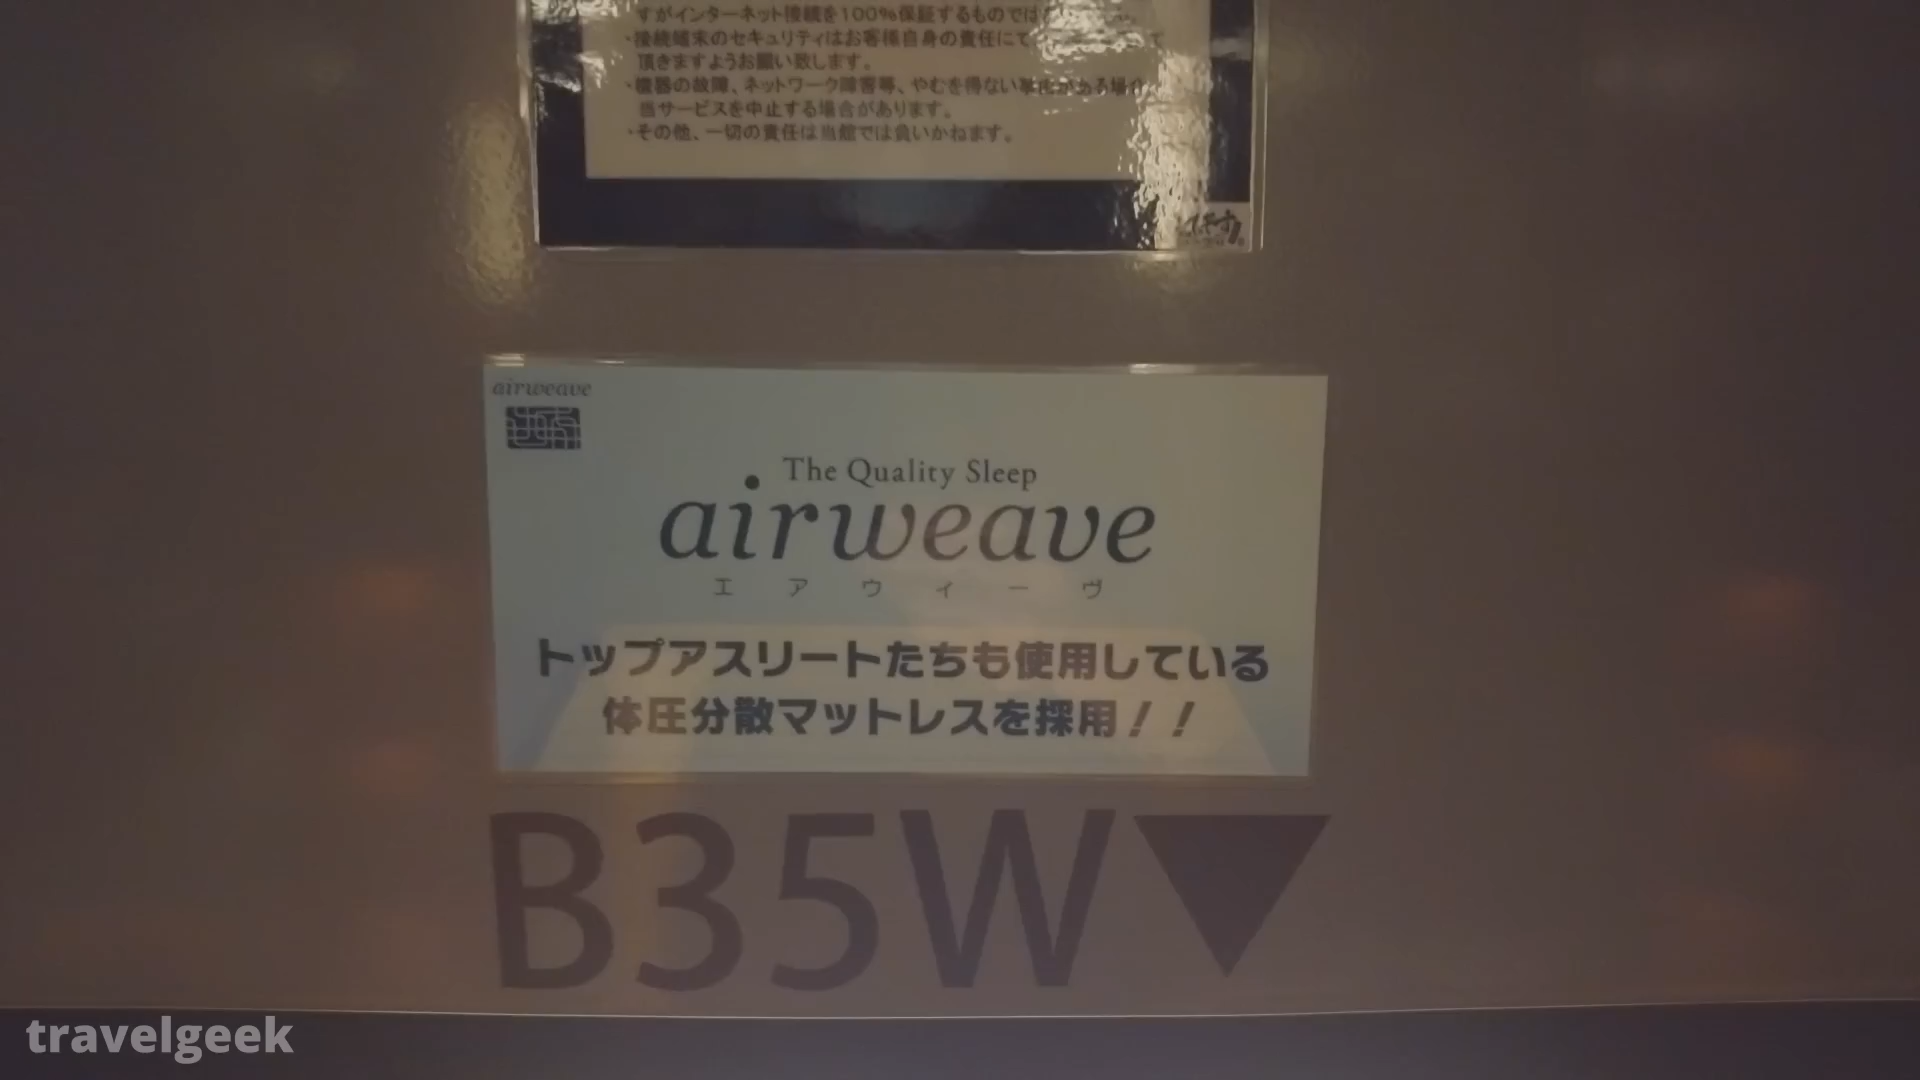 すがインターネット接続を100%保証するものでは
・接続端末のセキュリティはお客様自身の責任にて
頂きますようお願い致します。
・機器の故障、ネットワーク障害等、やむを得ない事由がある場合
当サービスを中止する場合があります。
・その他、一切の責任は当館では負いかねます。
airweave
The Quality Sleep
airweave
エアウィーヴ
トップアスリートたちも使用している
体圧分散マットレスを採用!!
B35W▼
travelgeek